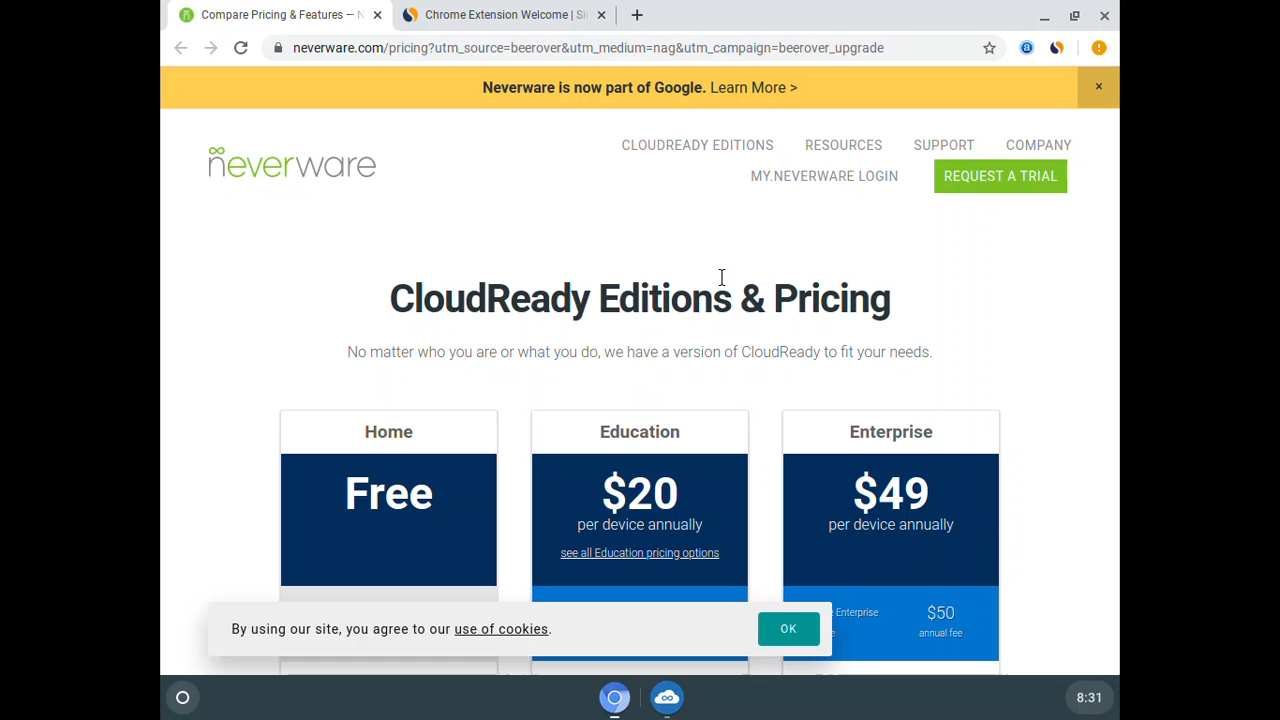 Compare Pricing & Features — N
Chrome Extension Welcome | Si
neverware.com/pricing?utm_source=beerover&utm_medium=nag&utm_campaign=beerover_upgrade
Neverware is now part of Google. Learn More >
×
neverware
CLOUDREADY EDITIONS RESOURCES SUPPORT COMPANY
MY.NEVERWARE LOGIN REQUEST A TRIAL
CloudReady Editions & Pricing
No matter who you are or what you do, we have a version of CloudReady to fit your needs.
Home
Free
Education
$20
per device annually
see all Education pricing options
Enterprise
$49
per device annually
Enterprise
$50
annual fee
By using our site, you agree to our use of cookies.
OK
8:31